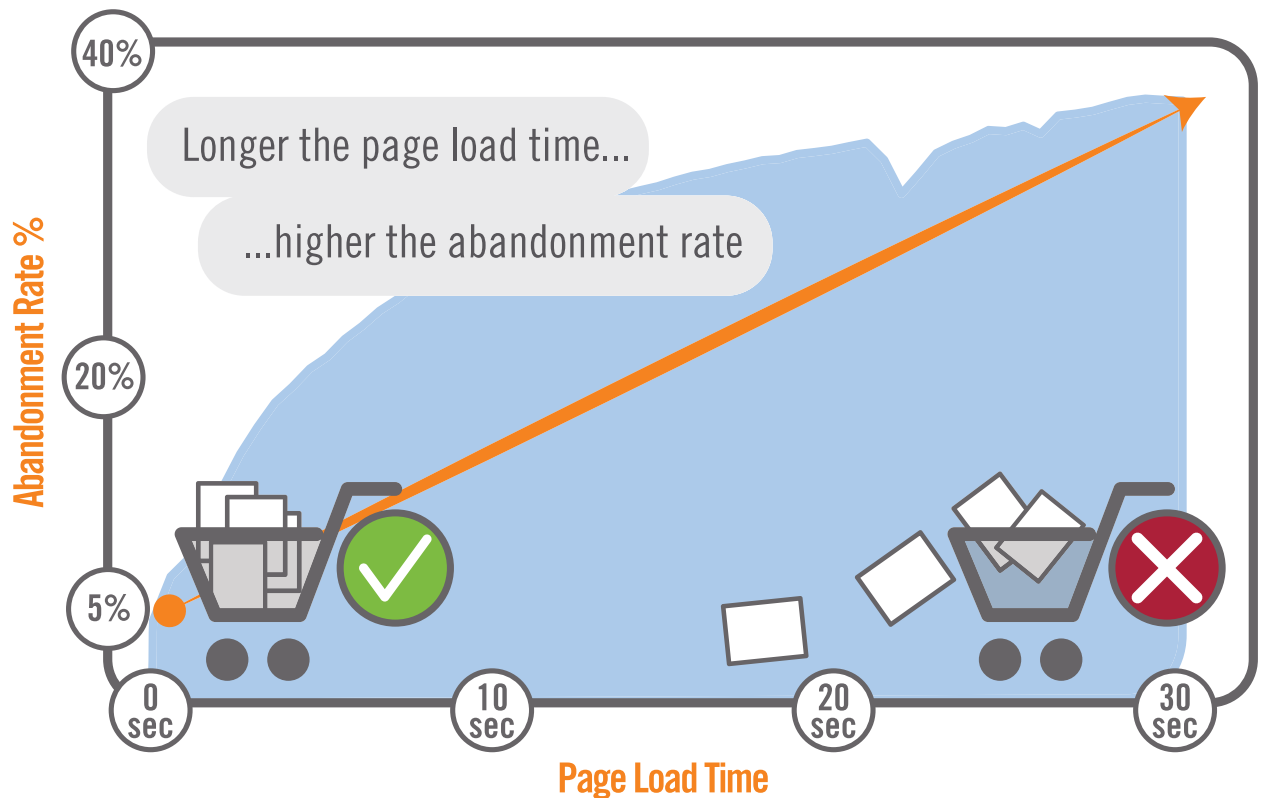 40%
Longer the page load time...
...higher the abandonment rate
Abandonment Rate %
20%
5%
0
sec
10
sec
20
sec
30
sec
Page Load Time